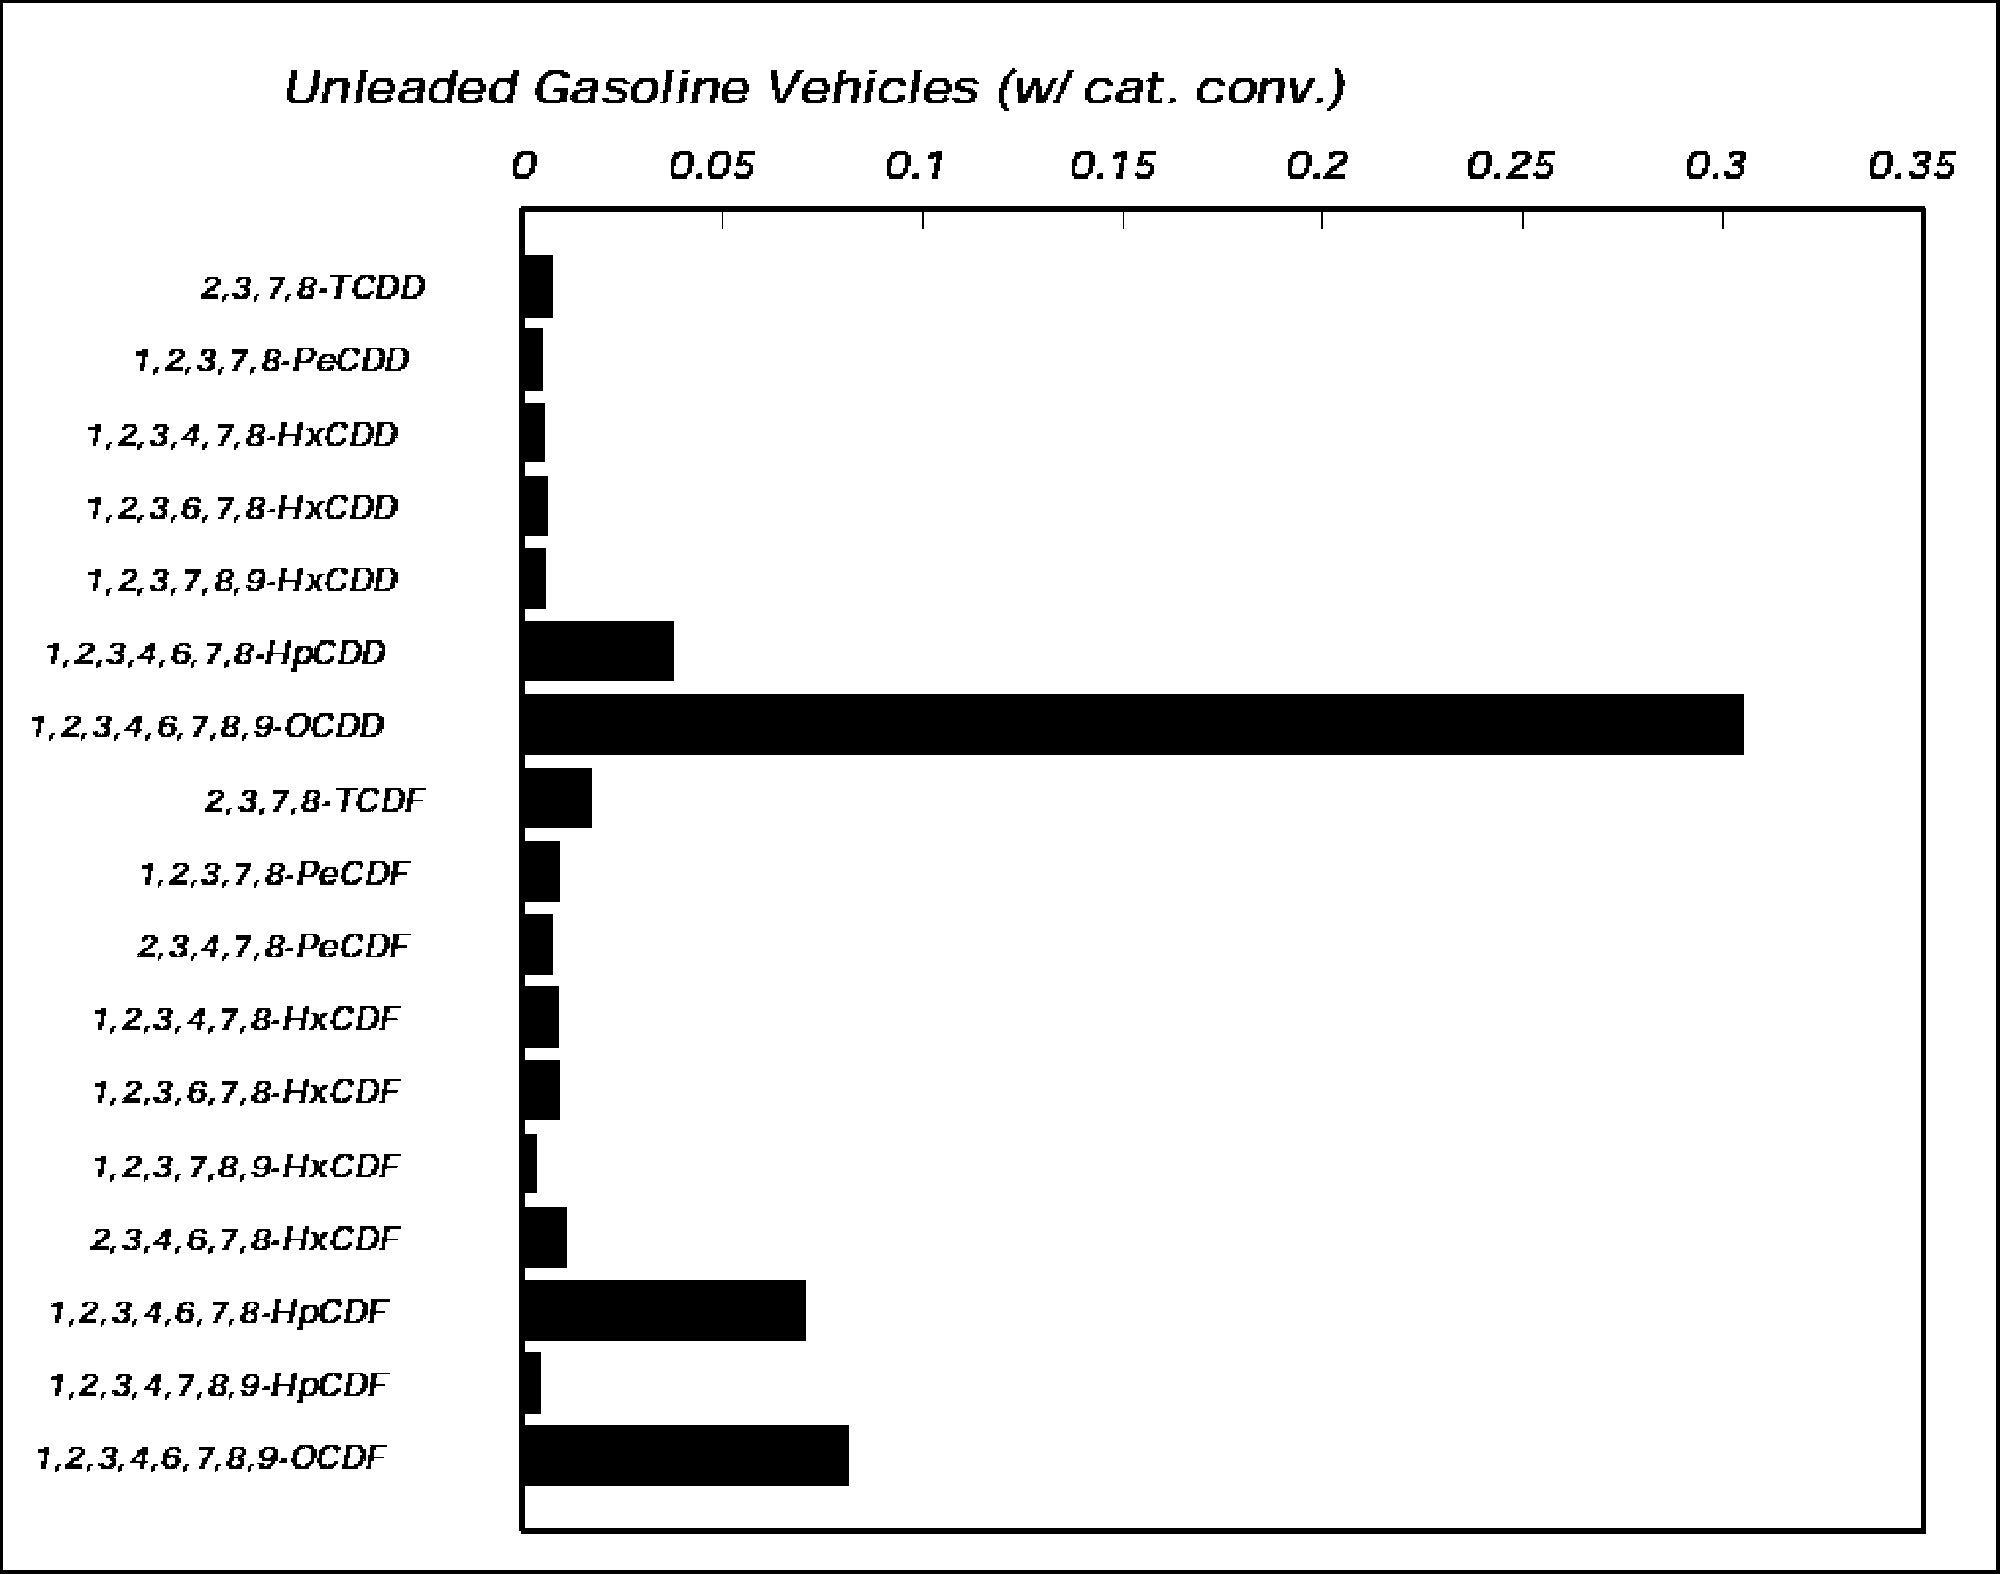 Unleaded Gasoline Vehicles (w/ cat. conv.)
0 0.05 0.1 0.15 0.2 0.25 0.3 0.35
2,3,7,8-TCDD
1,2,3,7,8-PeCDD
1,2,3,4,7,8-HxCDD
1,2,3,6,7,8-HxCDD
1,2,3,7,8,9-HxCDD
1,2,3,4,6,7,8-HpCDD
1,2,3,4,6,7,8,9-OCDD
2,3,7,8-TCDF
1,2,3,7,8-PeCDF
2,3,4,7,8-PeCDF
1,2,3,4,7,8-HxCDF
1,2,3,6,7,8-HxCDF
1,2,3,7,8,9-HxCDF
2,3,4,6,7,8-HxCDF
1,2,3,4,6,7,8-HpCDF
1,2,3,4,7,8,9-HpCDF
1,2,3,4,6,7,8,9-OCDF